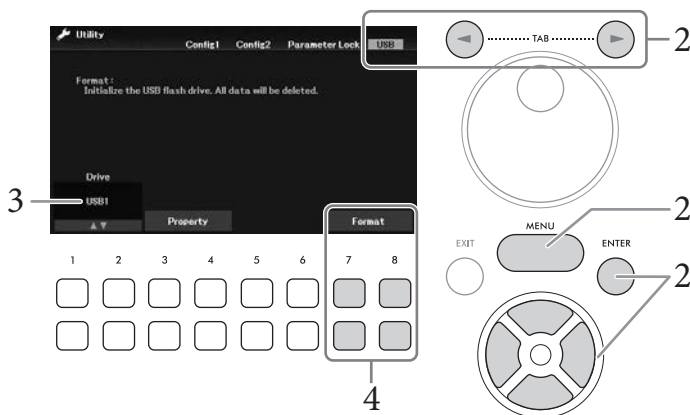 Utility
Config1 Config2 Parameter Lock USB
TAB
2
Format:
Initialize the USB flash drive. All data will be deleted.
Drive
3
USB1
Property
Format
MENU
2
EXIT
ENTER
2
1 2 3 4 5 6 7 8
4